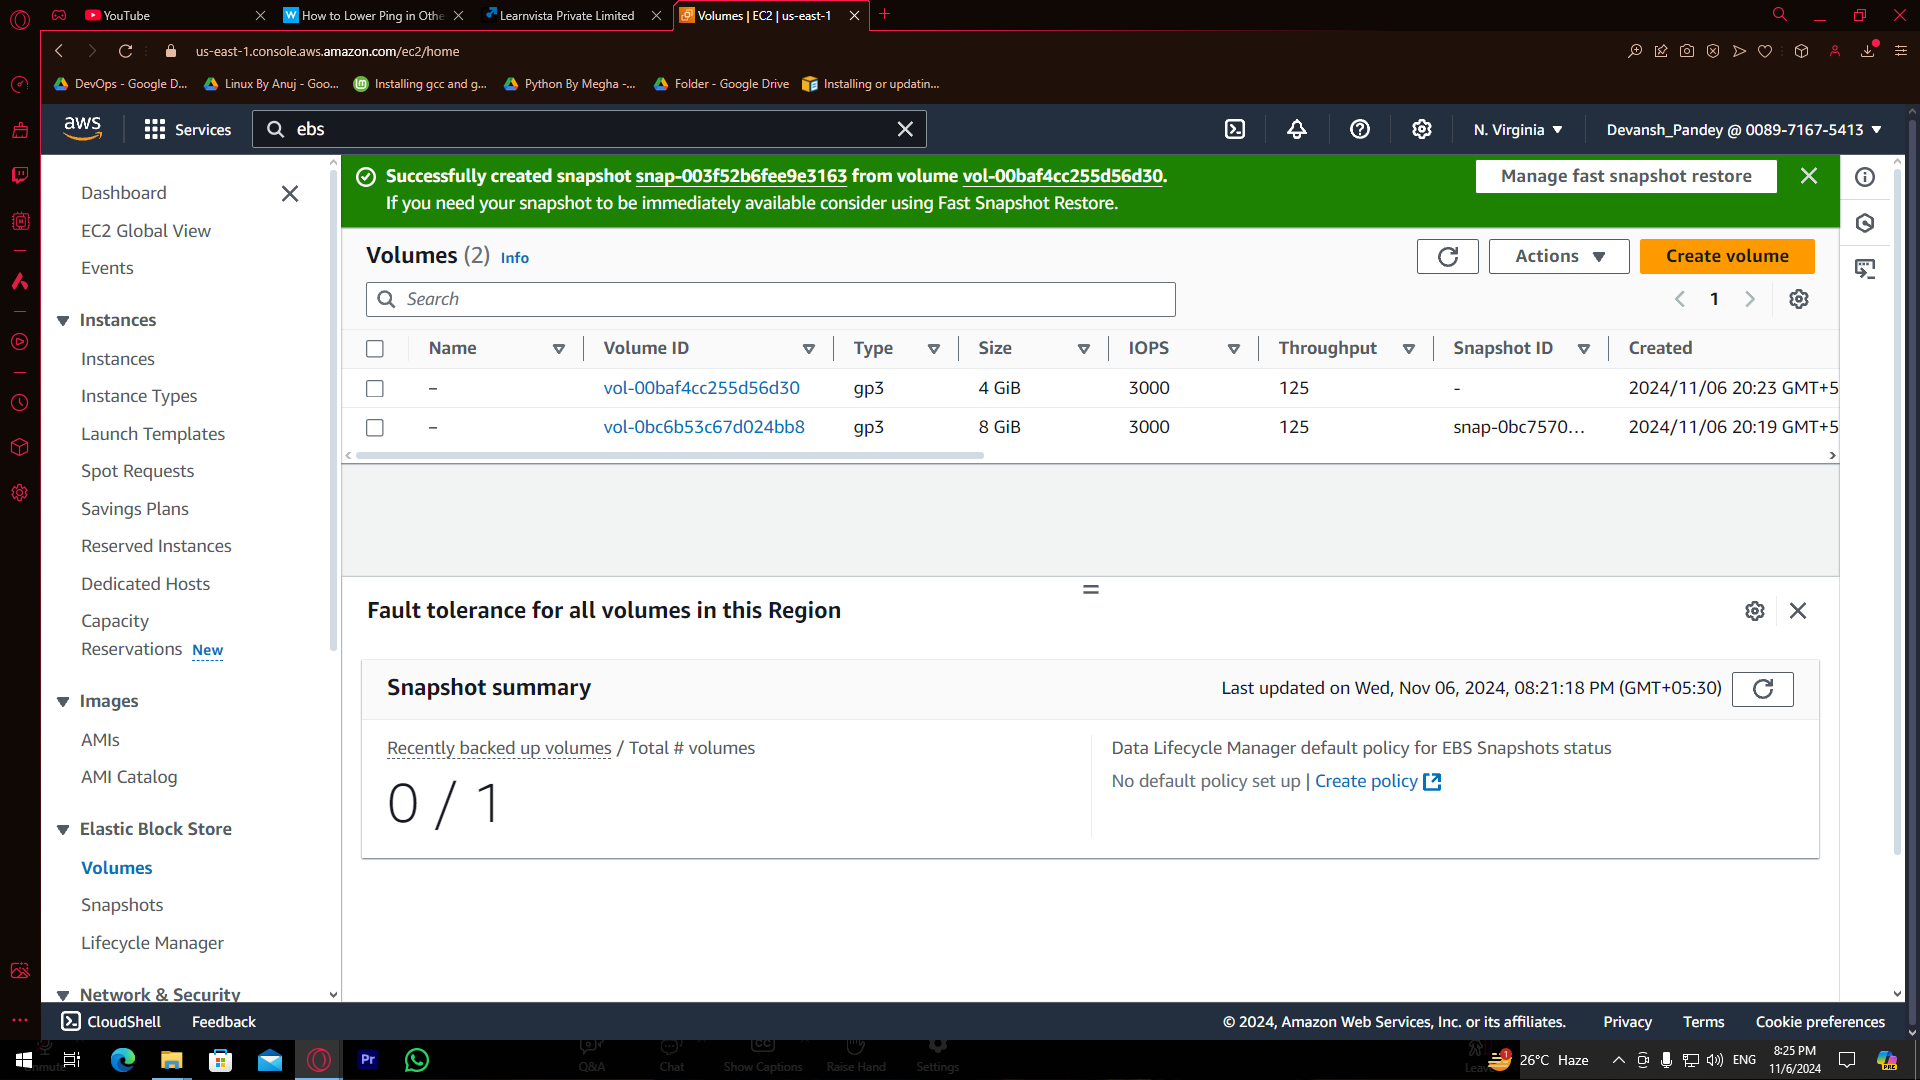 YouTube
How to Lower Ping in Othe
Learnvista Private Limited
Volumes | EC2 | us-east-1
us-east-1.console.aws.amazon.com/ec2/home
DevOps - Google D...
Linux By Anuj - Goo...
Installing gcc and g...
Python By Megha -...
Folder - Google Drive
Installing or updatin...
aws
Services
ebs
N. Virginia
Devansh_Pandey @ 0089-7167-5413
Dashboard
EC2 Global View
Events
Instances
Instances
Instance Types
Launch Templates
Spot Requests
Savings Plans
Reserved Instances
Dedicated Hosts
Capacity
Reservations New
Images
AMIs
AMI Catalog
Elastic Block Store
Volumes
Snapshots
Lifecycle Manager
Network & Security
Successfully created snapshot snap-003f52b6fee9e3163 from volume vol-00baf4cc255d56d30.
If you need your snapshot to be immediately available consider using Fast Snapshot Restore.
Manage fast snapshot restore
Volumes (2) Info
Actions
Create volume
Search
1
Name Volume ID Type Size IOPS Throughput Snapshot ID Created
– vol-00baf4cc255d56d30 gp3 4 GiB 3000 125 - 2024/11/06 20:23 GMT+5
– vol-0bc6b53c67d024bb8 gp3 8 GiB 3000 125 snap-0bc7570... 2024/11/06 20:19 GMT+5
Fault tolerance for all volumes in this Region
Snapshot summary
Last updated on Wed, Nov 06, 2024, 08:21:18 PM (GMT+05:30)
Recently backed up volumes / Total # volumes
0 / 1
Data Lifecycle Manager default policy for EBS Snapshots status
No default policy set up | Create policy
CloudShell
Feedback
© 2024, Amazon Web Services, Inc. or its affiliates.
Privacy
Terms
Cookie preferences
Pr
Q&A
Chat
Show Captions
Raise Hand
Settings
1
26°C Haze
ENG
8:25 PM
11/6/2024
PRE